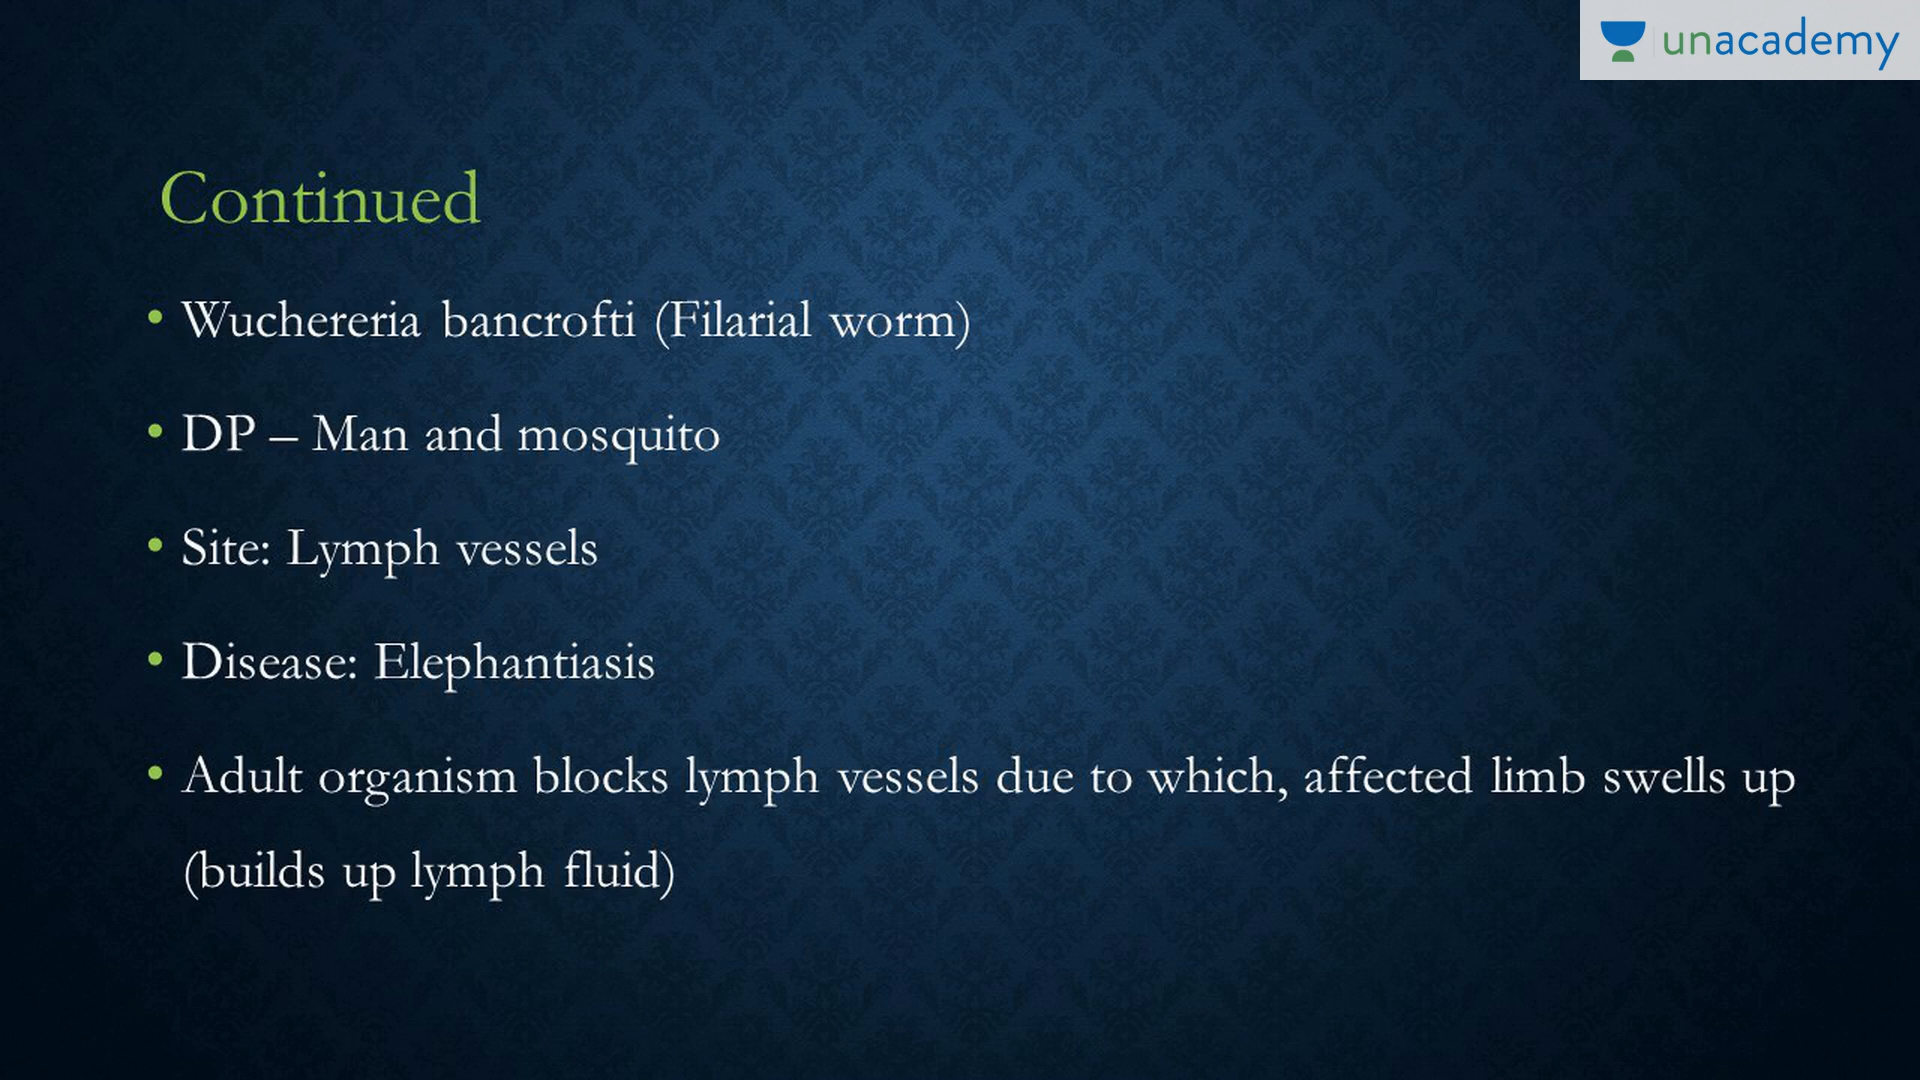 unacademy
Continued
• Wuchereria bancrofti (Filarial worm)
• DP – Man and mosquito
• Site: Lymph vessels
• Disease: Elephantiasis
• Adult organism blocks lymph vessels due to which, affected limb swells up
(builds up lymph fluid)